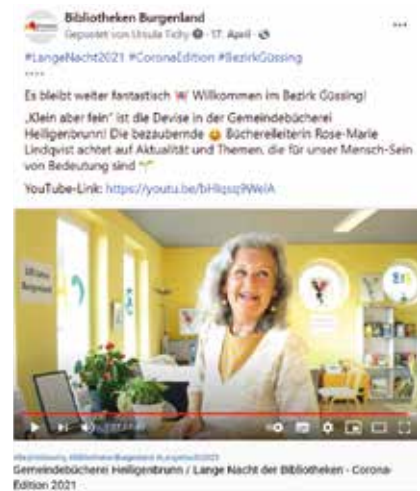 Bibliotheken Burgenland
Gepostet von Ursula Tichy · 17. April ·
#LangeNacht2021 #CoronaEdition #BezirkGüssing
Es bleibt weiter fantastisch Willkommen im Bezirk Güssing!
„Klein aber fein" ist die Devise in der Gemeindebücherei
Heiligenbrunn! Die bezaubernde Büchereileiterin Rose-Marie
Lindqvist achtet auf Aktualität und Themen, die für unser Mensch-Sein
von Bedeutung sind
YouTube-Link: https://youtu.be/
100 Jahre
Burgenland
Gemeindebücherei Heiligenbrunn / Lange Nacht der Bibliotheken - Corona-
Edition 2021